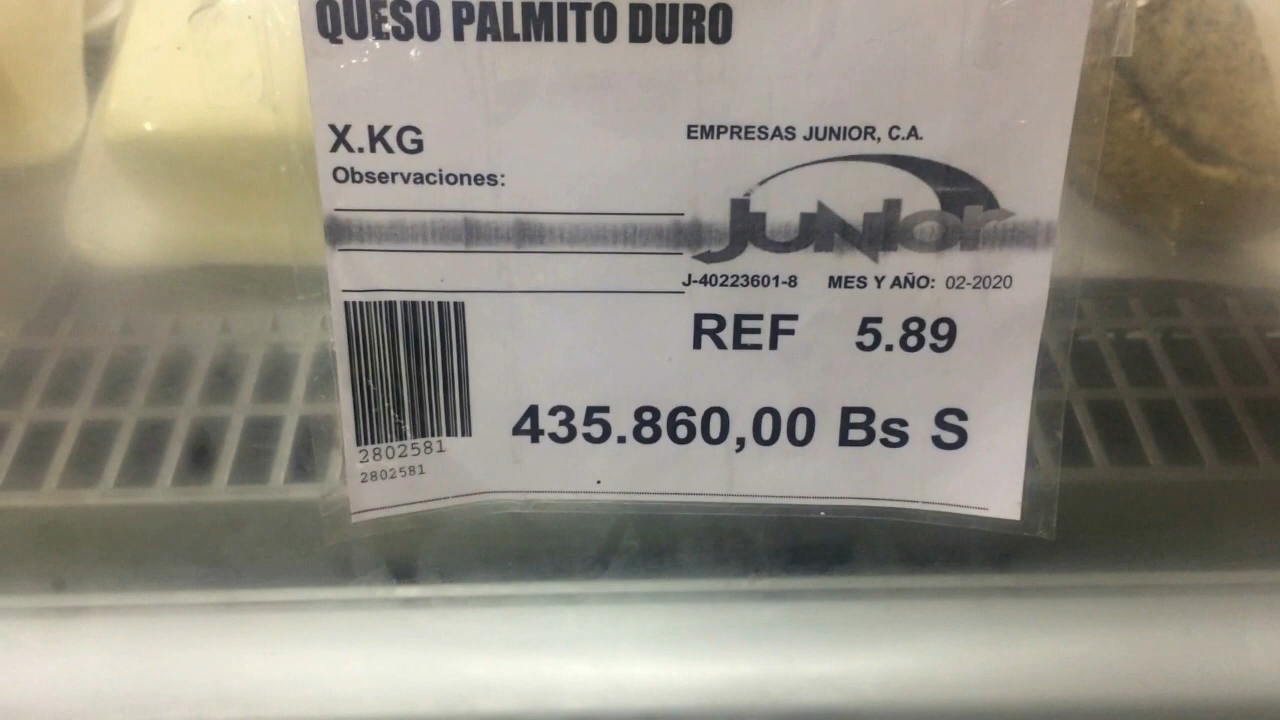 QUESO PALMITO DURO
X.KG
EMPRESAS JUNIOR, C.A.
Observaciones:
JUNIOR
J-40223601-8 MES Y AÑO: 02-2020
REF 5.89
435.860,00 Bs S
2802581
2802581